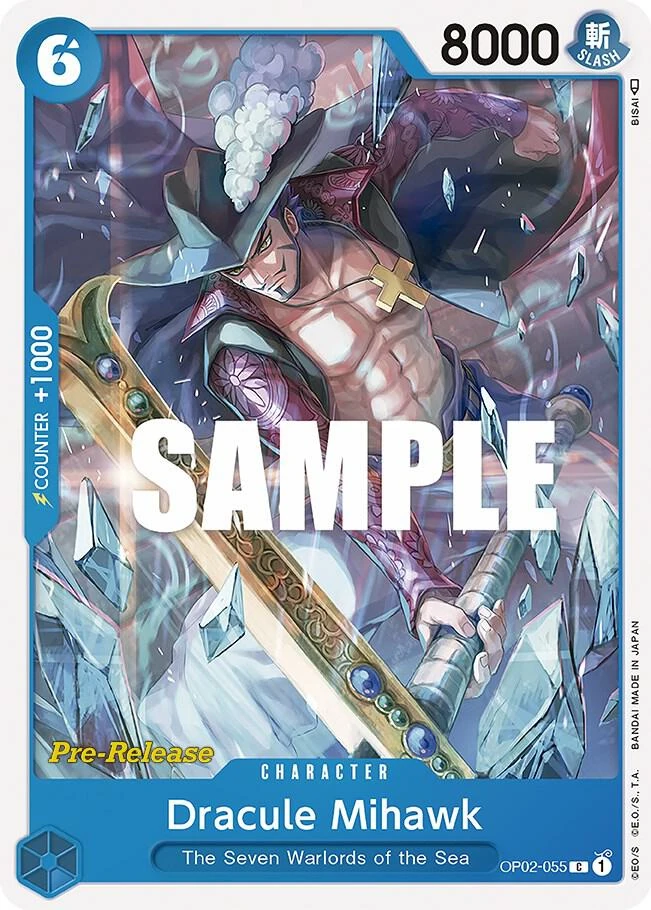 6
8000
斬
SLASH
BISAI
COUNTER +1000
SAMPLE
Pre-Release
CHARACTER
Dracule Mihawk
The Seven Warlords of the Sea
OP02-055 C 1
©E.O/S ©E.O./S., T.A. BANDAI MADE IN JAPAN